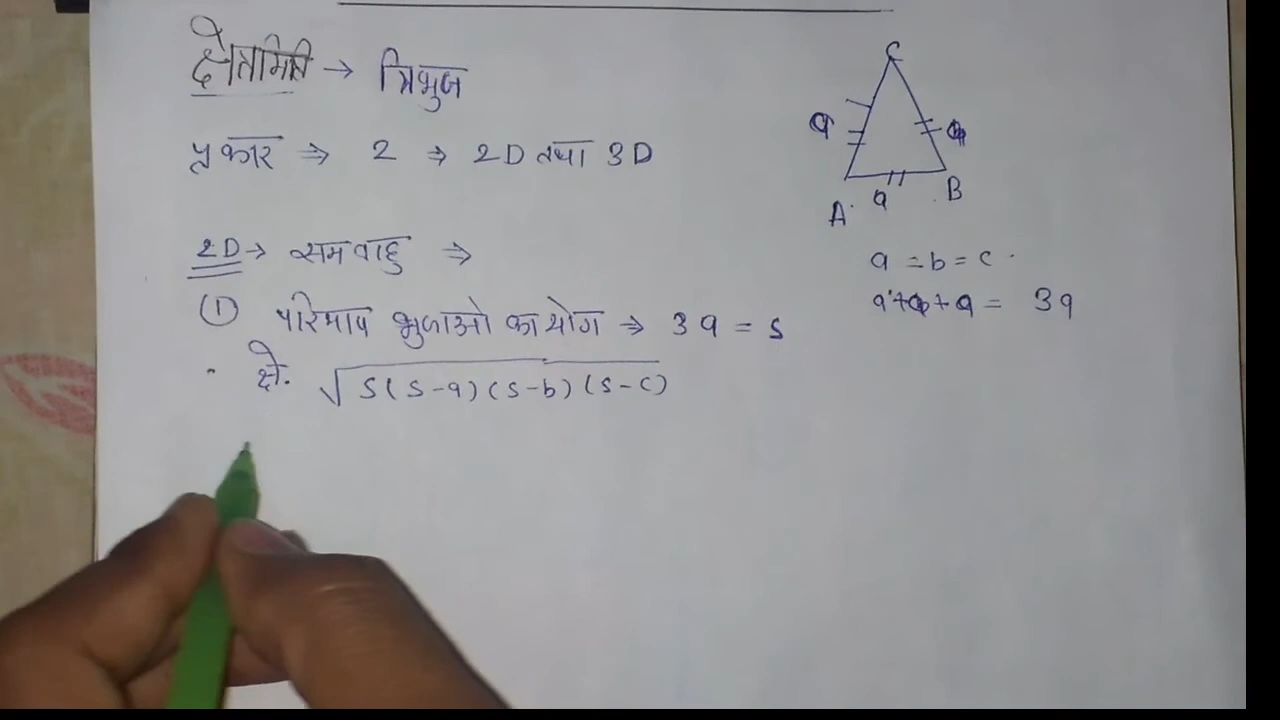 क्षेत्रमिति → त्रिभुज
प्रकार ⇒ 2 ⇒ 2D तथा 3D
2D → समबाहु ⇒
① परिमाप भुजाओ का योग ⇒ 3a = s
क्षे. √s(s-a)(s-b)(s-c)
C
a a
A a B
a = b = c
a + a + a = 3a